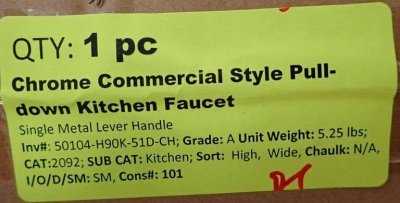 QTY: 1 pc
Chrome Commercial Style Pull-
down Kitchen Faucet
Single Metal Lever Handle
Inv#: 50104-H90K-51D-CH; Grade: A Unit Weight: 5.25 lbs;
CAT:2092; SUB CAT: Kitchen; Sort: High, Wide, Chaulk: N/A,
I/O/D/SM: SM, Cons#: 101